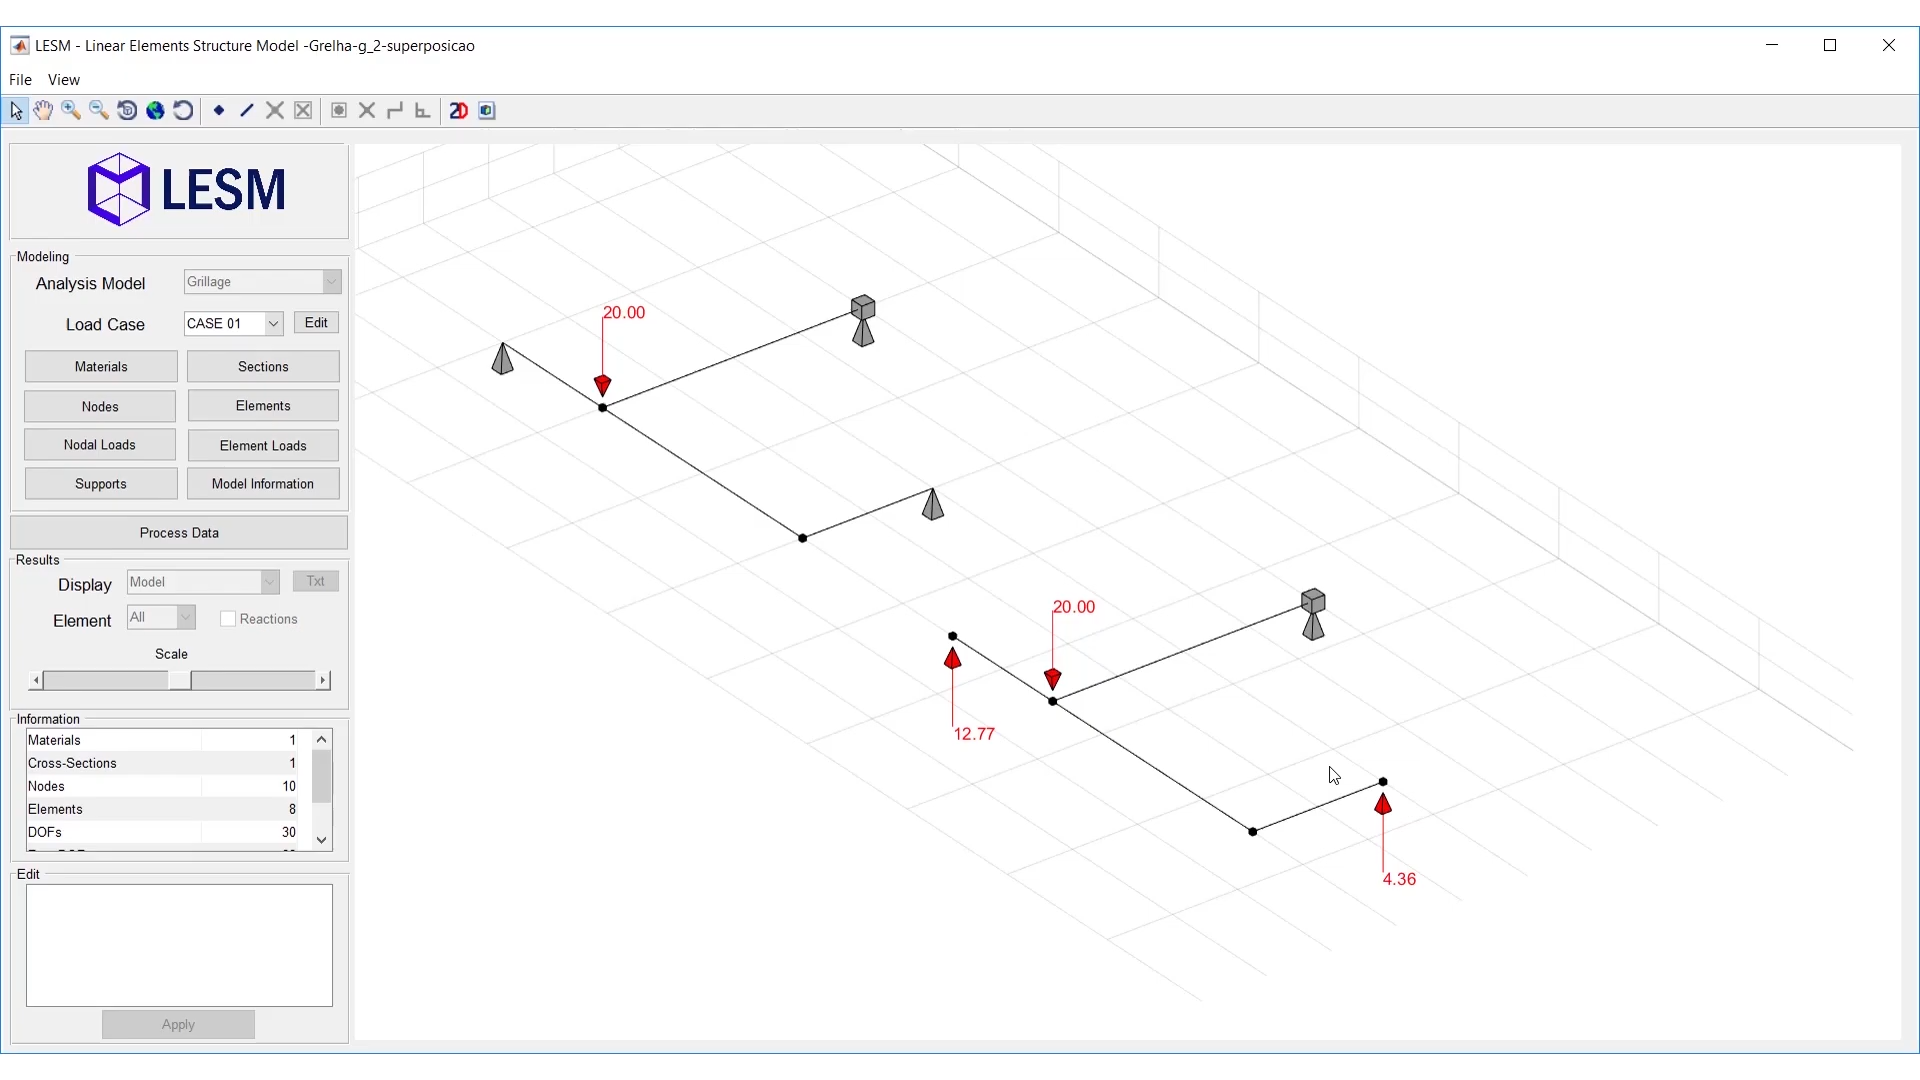 LESM - Linear Elements Structure Model -Grelha-g_2-superposicao
File View
2D
LESM
Modeling
Analysis Model Grillage
Load Case CASE 01 Edit
Materials Sections
Nodes Elements
Nodal Loads Element Loads
Supports Model Information
Process Data
Results
Display Model Txt
Element All Reactions
Scale
Information
Materials 1
Cross-Sections 1
Nodes 10
Elements 8
DOFs 30
Edit
Apply
20.00
20.00
12.77
4.36